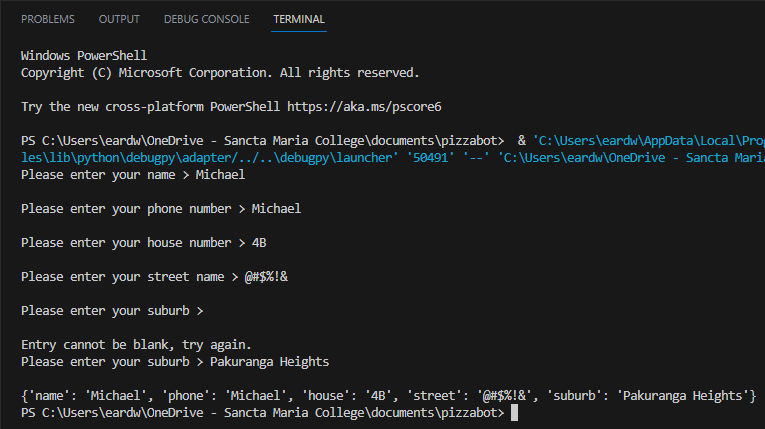 PROBLEMS OUTPUT DEBUG CONSOLE TERMINAL
Windows PowerShell
Copyright (C) Microsoft Corporation. All rights reserved.
Try the new cross-platform PowerShell https://aka.ms/pscore6
PS C:\Users\eardw\OneDrive - Sancta Maria College\documents\pizzabot>  & 'C:\Users\eardw\AppData\Local\Prog
les\lib\python\debugpy\adapter/../..\debugpy\launcher' '50491' '--' 'C:\Users\eardw\OneDrive - Sancta Maria
Please enter your name > Michael
Please enter your phone number > Michael
Please enter your house number > 4B
Please enter your street name > @#$%!&
Please enter your suburb >
Entry cannot be blank, try again.
Please enter your suburb > Pakuranga Heights
{'name': 'Michael', 'phone': 'Michael', 'house': '4B', 'street': '@#$%!&', 'suburb': 'Pakuranga Heights'}
PS C:\Users\eardw\OneDrive - Sancta Maria College\documents\pizzabot>